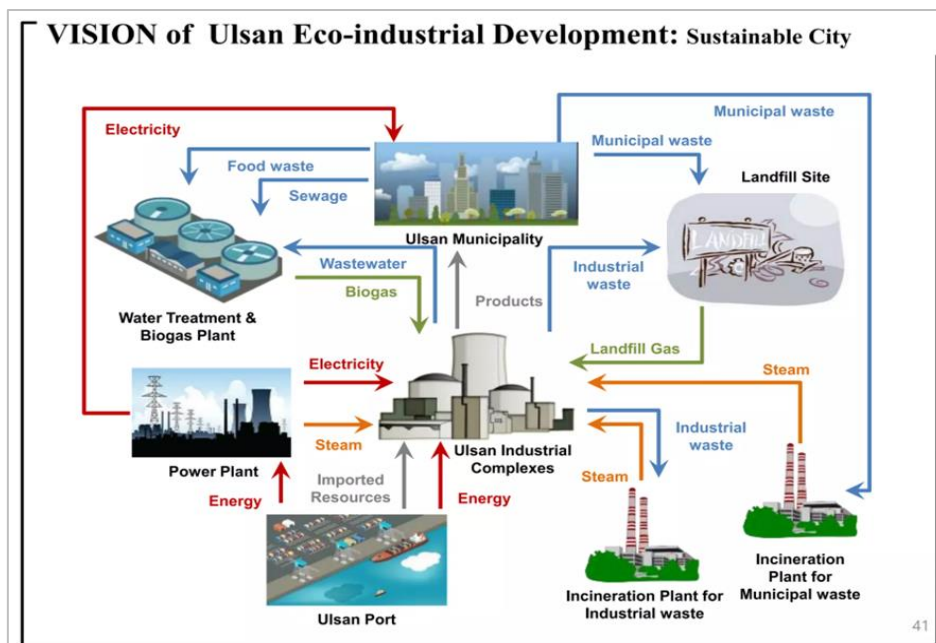 VISION of Ulsan Eco-industrial Development: Sustainable City
Electricity
Municipal waste
Municipal waste
Food waste
Sewage
Landfill Site
LANDFILL
Ulsan Municipality
Wastewater
Biogas
Products
Industrial
waste
Water Treatment &
Biogas Plant
Landfill Gas
Electricity
Steam
Steam
Industrial
waste
Power Plant
Ulsan Industrial
Complexes
Steam
Imported
Resources
Energy
Energy
Incineration
Plant for
Municipal waste
Incineration Plant for
Industrial waste
Ulsan Port
41